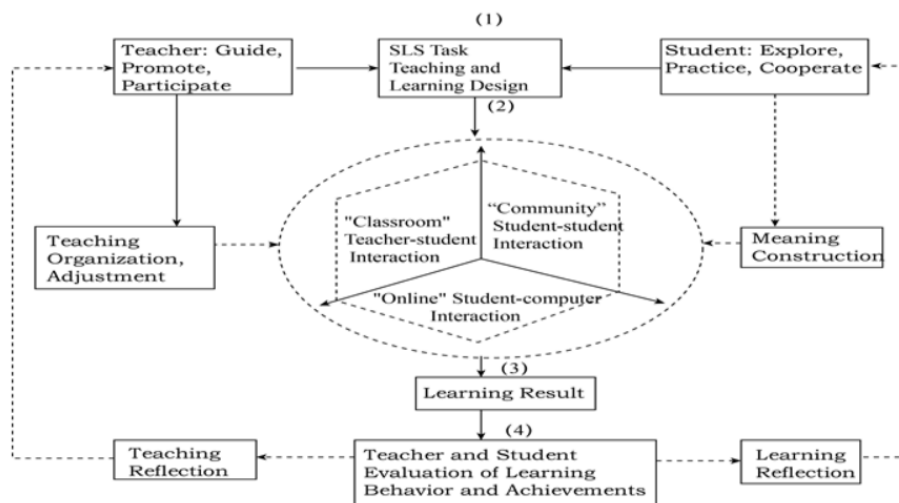 (1)
Teacher: Guide,
Promote,
Participate
SLS Task
Teaching and
Learning Design
Student: Explore,
Practice, Cooperate
(2)
"Classroom"
Teacher-student
Interaction
“Community”
Student-student
Interaction
Teaching
Organization,
Adjustment
Meaning
Construction
"Online" Student-computer
Interaction
(3)
Learning Result
(4)
Teaching
Reflection
Teacher and Student
Evaluation of Learning
Behavior and Achievements
Learning
Reflection